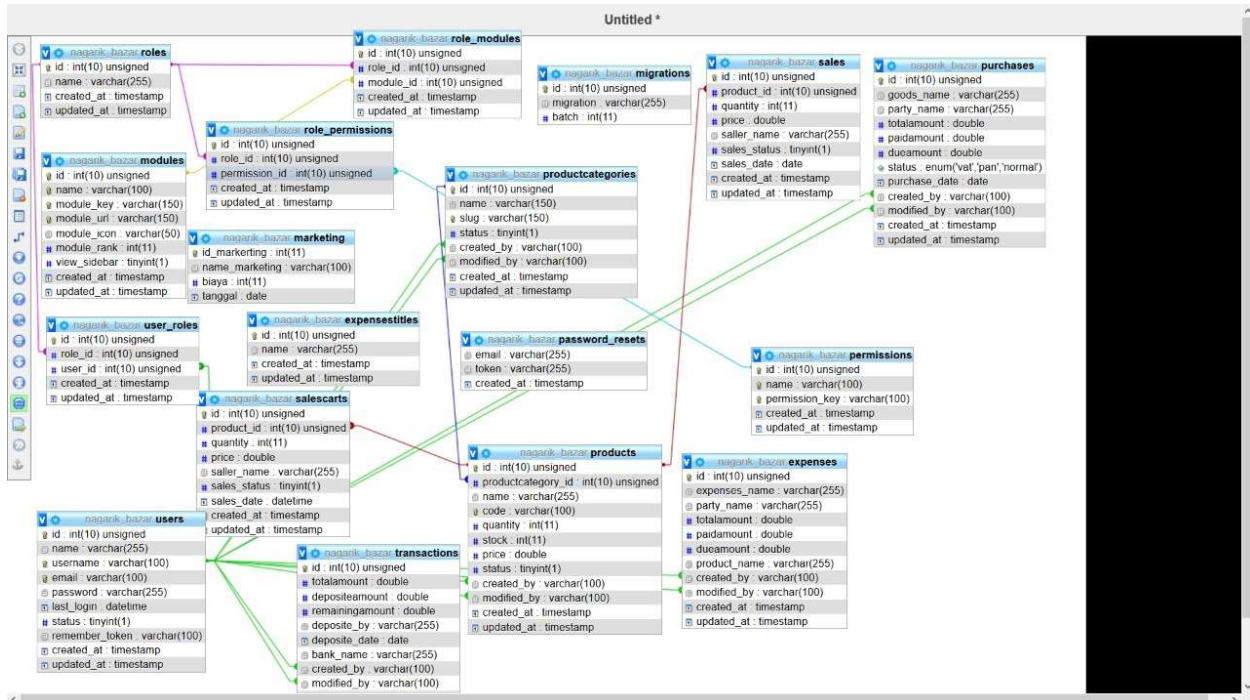 Untitled *
nagarik_bazar roles
id : int(10) unsigned
name : varchar(255)
created_at : timestamp
updated_at : timestamp
nagarik_bazar role_modules
id : int(10) unsigned
role_id : int(10) unsigned
module_id : int(10) unsigned
created_at : timestamp
updated_at : timestamp
nagarik_bazar migrations
id : int(10) unsigned
migration : varchar(255)
batch : int(11)
nagarik_bazar sales
id : int(10) unsigned
product_id : int(10) unsigned
quantity : int(11)
price : double
saller_name : varchar(255)
sales_status : tinyint(1)
sales_date : date
created_at : timestamp
updated_at : timestamp
nagarik_bazar purchases
id : int(10) unsigned
goods_name : varchar(255)
party_name : varchar(255)
totalamount : double
paidamount : double
dueamount : double
status : enum('vat','pan','normal')
purchase_date : date
created_by : varchar(100)
modified_by : varchar(100)
created_at : timestamp
updated_at : timestamp
nagarik_bazar role_permissions
id : int(10) unsigned
role_id : int(10) unsigned
permission_id : int(10) unsigned
created_at : timestamp
updated_at : timestamp
nagarik_bazar modules
id : int(10) unsigned
name : varchar(100)
module_key : varchar(150)
module_url : varchar(150)
module_icon : varchar(50)
module_rank : int(11)
view_sidebar : tinyint(1)
created_at : timestamp
updated_at : timestamp
nagarik_bazar productcategories
id : int(10) unsigned
name : varchar(150)
slug : varchar(150)
status : tinyint(1)
created_by : varchar(100)
modified_by : varchar(100)
created_at : timestamp
updated_at : timestamp
nagarik_bazar marketing
id_markerting : int(11)
name_marketing : varchar(100)
biaya : int(11)
tanggal : date
nagarik_bazar user_roles
id : int(10) unsigned
role_id : int(10) unsigned
user_id : int(10) unsigned
created_at : timestamp
updated_at : timestamp
nagarik_bazar expensestitles
id : int(10) unsigned
name : varchar(255)
created_at : timestamp
updated_at : timestamp
nagarik_bazar password_resets
email : varchar(255)
token : varchar(255)
created_at : timestamp
nagarik_bazar permissions
id : int(10) unsigned
name : varchar(100)
permission_key : varchar(100)
created_at : timestamp
updated_at : timestamp
nagarik_bazar salescarts
id : int(10) unsigned
product_id : int(10) unsigned
quantity : int(11)
price : double
saller_name : varchar(255)
sales_status : tinyint(1)
sales_date : datetime
created_at : timestamp
updated_at : timestamp
nagarik_bazar products
id : int(10) unsigned
productcategory_id : int(10) unsigned
name : varchar(255)
code : varchar(100)
quantity : int(11)
stock : int(11)
price : double
status : tinyint(1)
created_by : varchar(100)
modified_by : varchar(100)
created_at : timestamp
updated_at : timestamp
nagarik_bazar expenses
id : int(10) unsigned
expenses_name : varchar(255)
party_name : varchar(255)
totalamount : double
paidamount : double
dueamount : double
product_name : varchar(255)
created_by : varchar(100)
modified_by : varchar(100)
created_at : timestamp
updated_at : timestamp
nagarik_bazar users
id : int(10) unsigned
name : varchar(255)
username : varchar(100)
email : varchar(100)
password : varchar(255)
last_login : datetime
status : tinyint(1)
remember_token : varchar(100)
created_at : timestamp
updated_at : timestamp
nagarik_bazar transactions
id : int(10) unsigned
totalamount : double
depositeamount : double
remainingamount : double
deposite_by : varchar(255)
deposite_date : date
bank_name : varchar(255)
created_by : varchar(100)
modified_by : varchar(100)